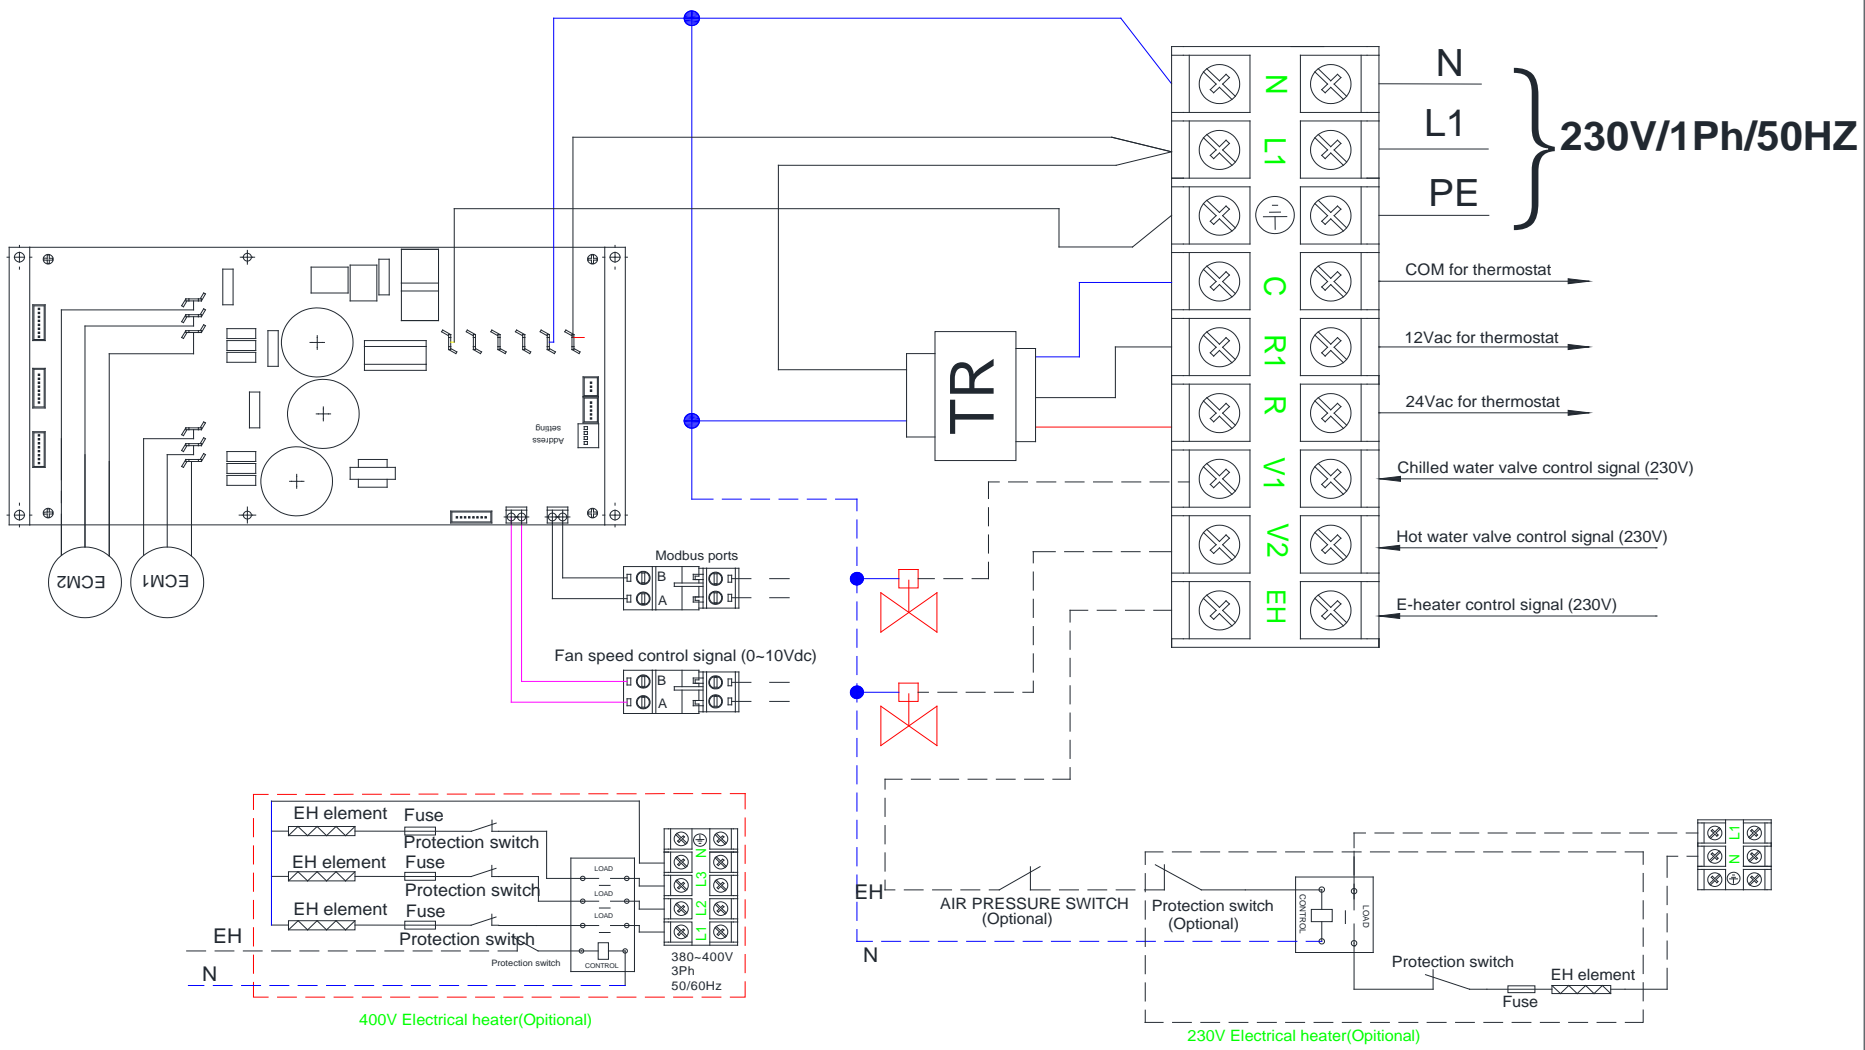 N
L1
PE
230V/1Ph/50HZ
N
L1
C
R1
R
V1
V2
EH
COM for thermostat
12Vac for thermostat
24Vac for thermostat
Chilled water valve control signal (230V)
Hot water valve control signal (230V)
E-heater control signal (230V)
TR
Address
setting
ECM2
ECM1
Modbus ports
B
A
Fan speed control signal (0~10Vdc)
B
A
EH element
Fuse
Protection switch
EH element
Fuse
Protection switch
EH element
Fuse
Protection switch
EH
N
Protection switch
LOAD
LOAD
LOAD
CONTROL
N
L3
L2
L1
380~400V
3Ph
50/60Hz
400V Electrical heater(Opitional)
EH
N
AIR PRESSURE SWITCH
(Optional)
Protection switch
(Optional)
CONTROL
LOAD
Protection switch
Fuse
EH element
L1
N
230V Electrical heater(Opitional)